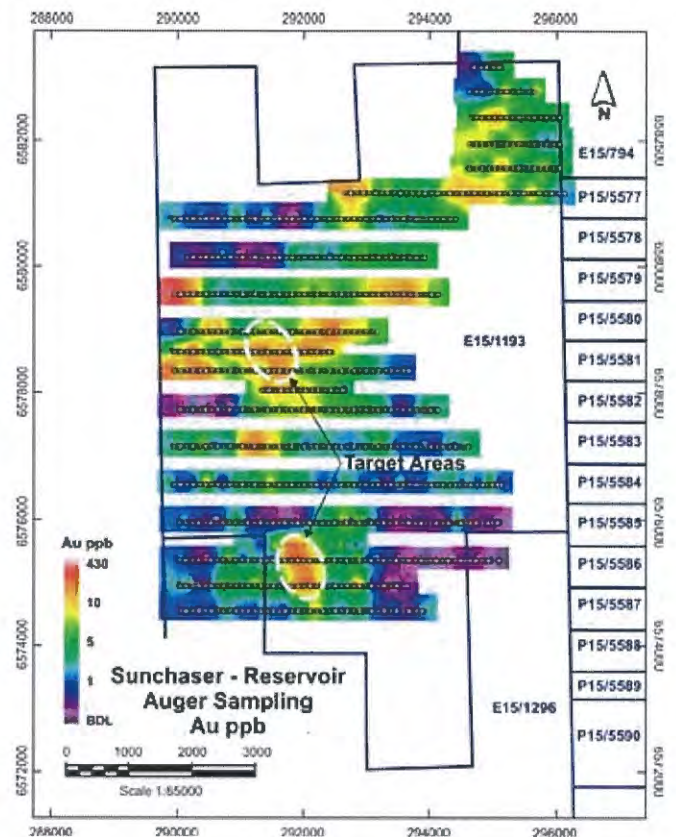 288000 290000 292000 294000 296000
N
6582000
E15/794
6582500
P15/5577
P15/5578
6580000
P15/5579
6580000
P15/5580
E15/1193
P15/5581
6578000
P15/5582
P15/5583
Target Areas
P15/5584
6576000
P15/5585
Au ppb
430
P15/5586
10
P15/5587
5
6574000
P15/5588
1
Sunchaser - Reservoir
P15/5589
Auger Sampling
BDL
Au ppb
E15/1296
P15/5590
0 1000 2000 3000
6572000
Scale 1:65000
288000 290000 292000 294000 296000